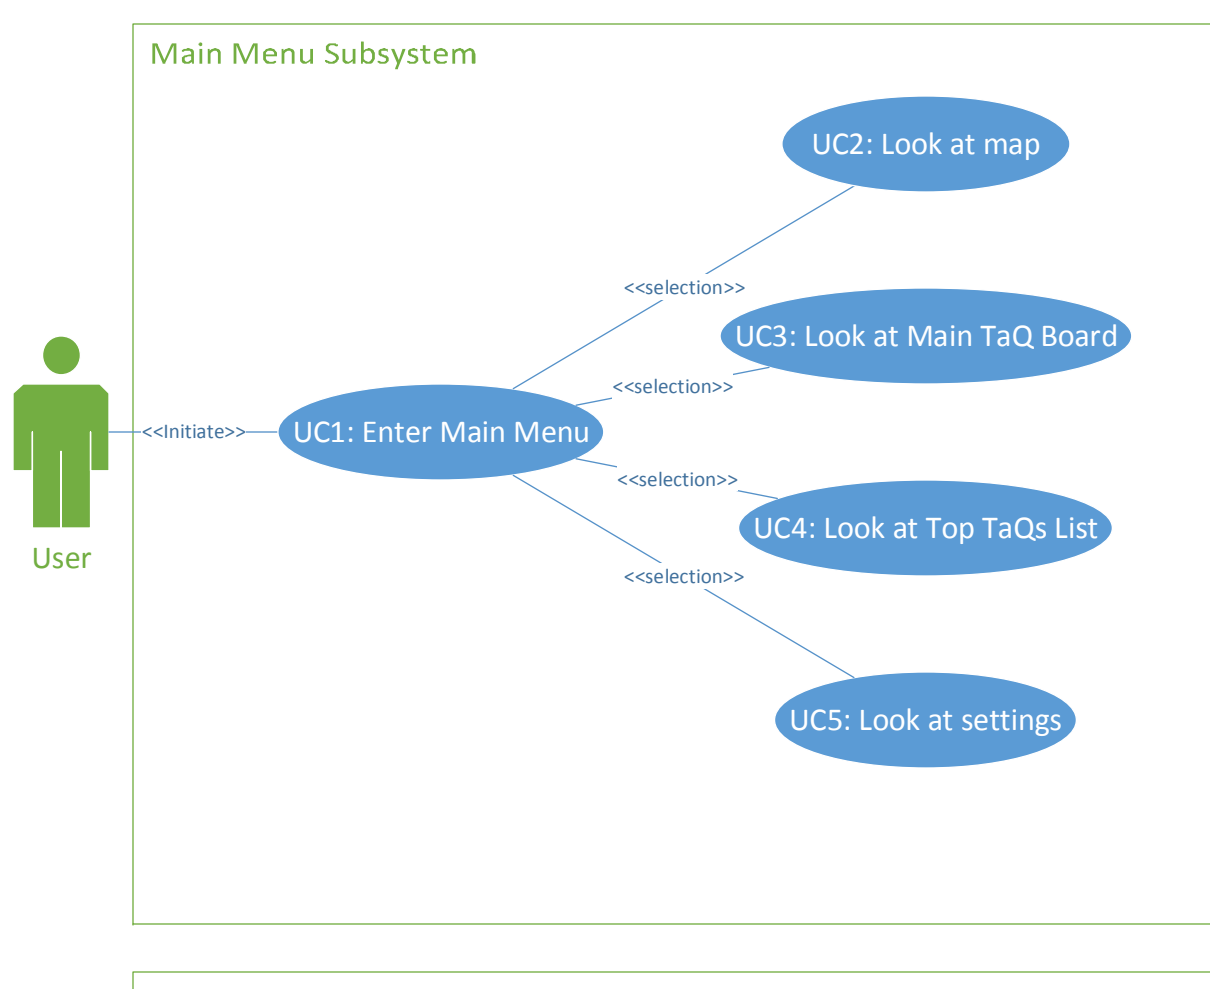 Main Menu Subsystem
UC2: Look at map
<<selection>>
UC3: Look at Main TaQ Board
<<selection>>
<<Initiate>>
UC1: Enter Main Menu
<<selection>>
UC4: Look at Top TaQs List
User
<<selection>>
UC5: Look at settings